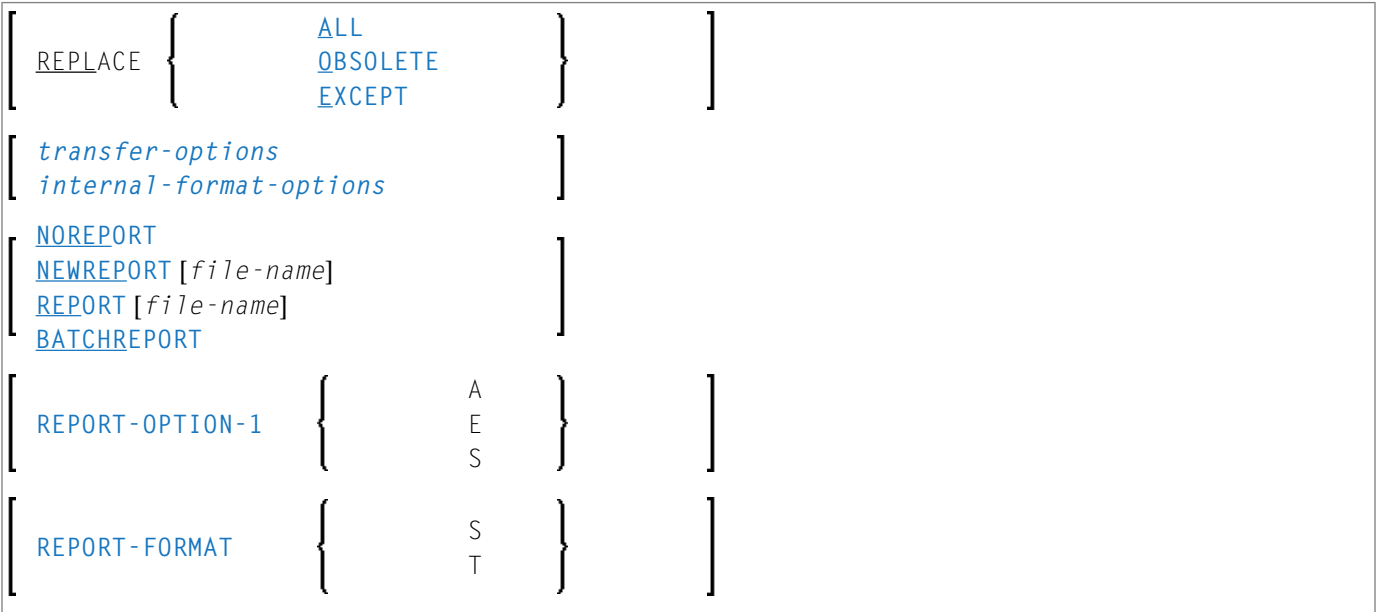 ALL
REPLACE OBSOLETE
EXCEPT
transfer-options
internal-format-options
NOREPORT
NEWREPORT [file-name]
REPORT [file-name]
BATCHREPORT
A
REPORT-OPTION-1 E
S
S
REPORT-FORMAT
T